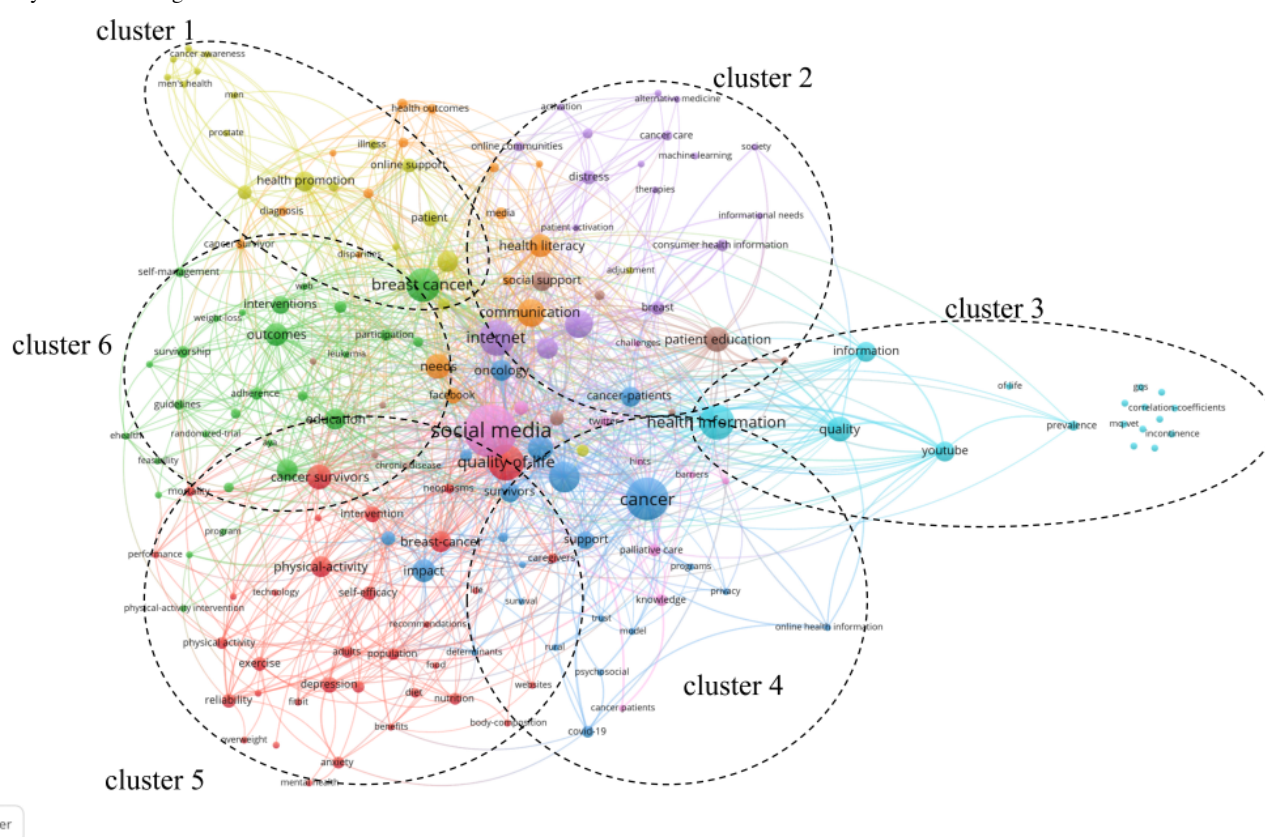 cluster 1
cancer awareness
cluster 2
men's health
men
alternative medicine
health outcomes
activation
prostate
cancer care
illness
online communities
society
machine learning
online support
health promotion
distress
therapies
diagnosis
media
patient
informational needs
patient-activation
cancer survivor
health literacy
consumer health information
disparities
self-management
adjustment
social support
web
breast cancer
interventions
breast
cluster 3
weight-loss
communication
outcomes
participation
internet
challenges
patient education
cluster 6
survivorship
leukemia
information
needs
oncology
of life
gqs
adherence
facebook
cancer-patients
guidelines
correlation-coefficients
education
twitter
health information
prevalence
mqivet
ehealth
randomized-trial
social media
quality
incontinence
aya
youtube
feasibility
chronic disease
quality-of-life
hints
cancer survivors
barriers
mortality
neoplasms
survivors
cancer
intervention
program
breast-cancer
support
performance
caregivers
palliative care
physical-activity
impact
programs
technology
self-efficacy
life
survival
knowledge
privacy
physical-activity intervention
recommendations
trust
model
online health information
physical activity
adults
population
determinants
rural
exercise
food
psychosocial
depression
websites
cluster 4
reliability
fitbit
diet
nutrition
cancer patients
benefits
body-composition
covid-19
overweight
anxiety
cluster 5
mental health
er